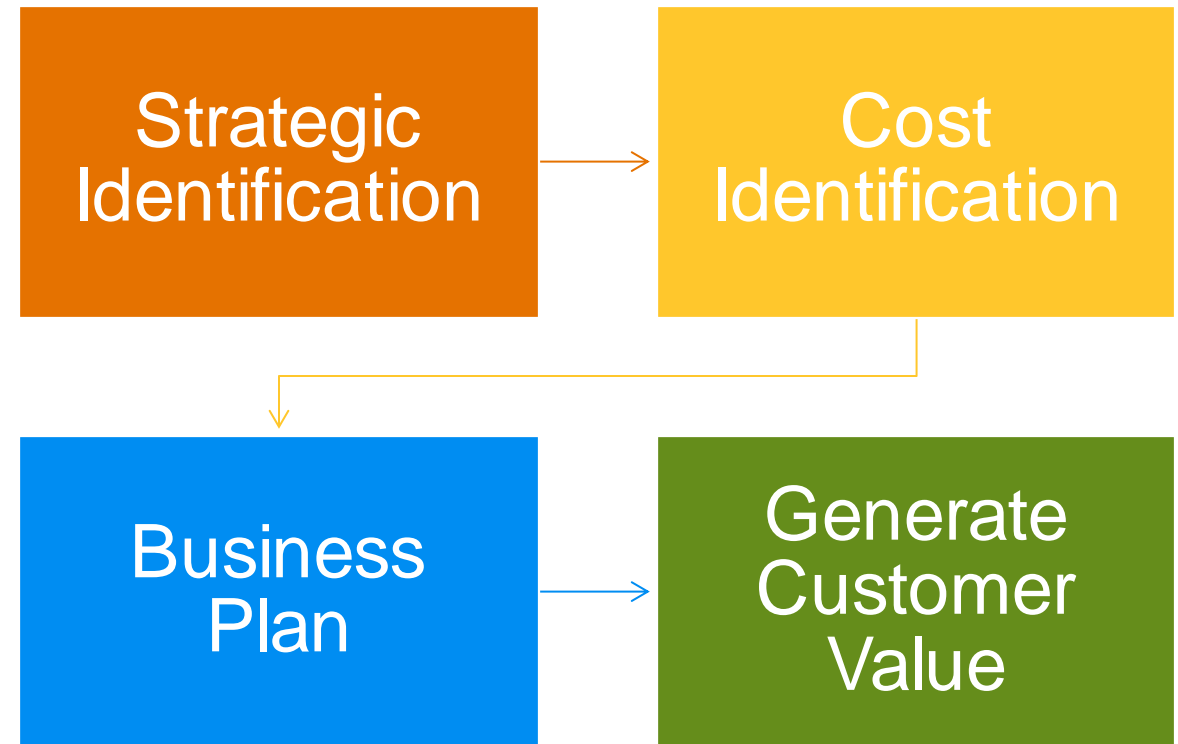 Strategic
Identification
Cost
Identification
Business
Plan
Generate
Customer
Value